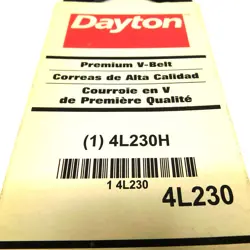 Dayton
Premium V-Belt
Correas de Alta Calidad
Courroie en V
de Première Qualité
(1) 4L230H
1 4L230
4L230